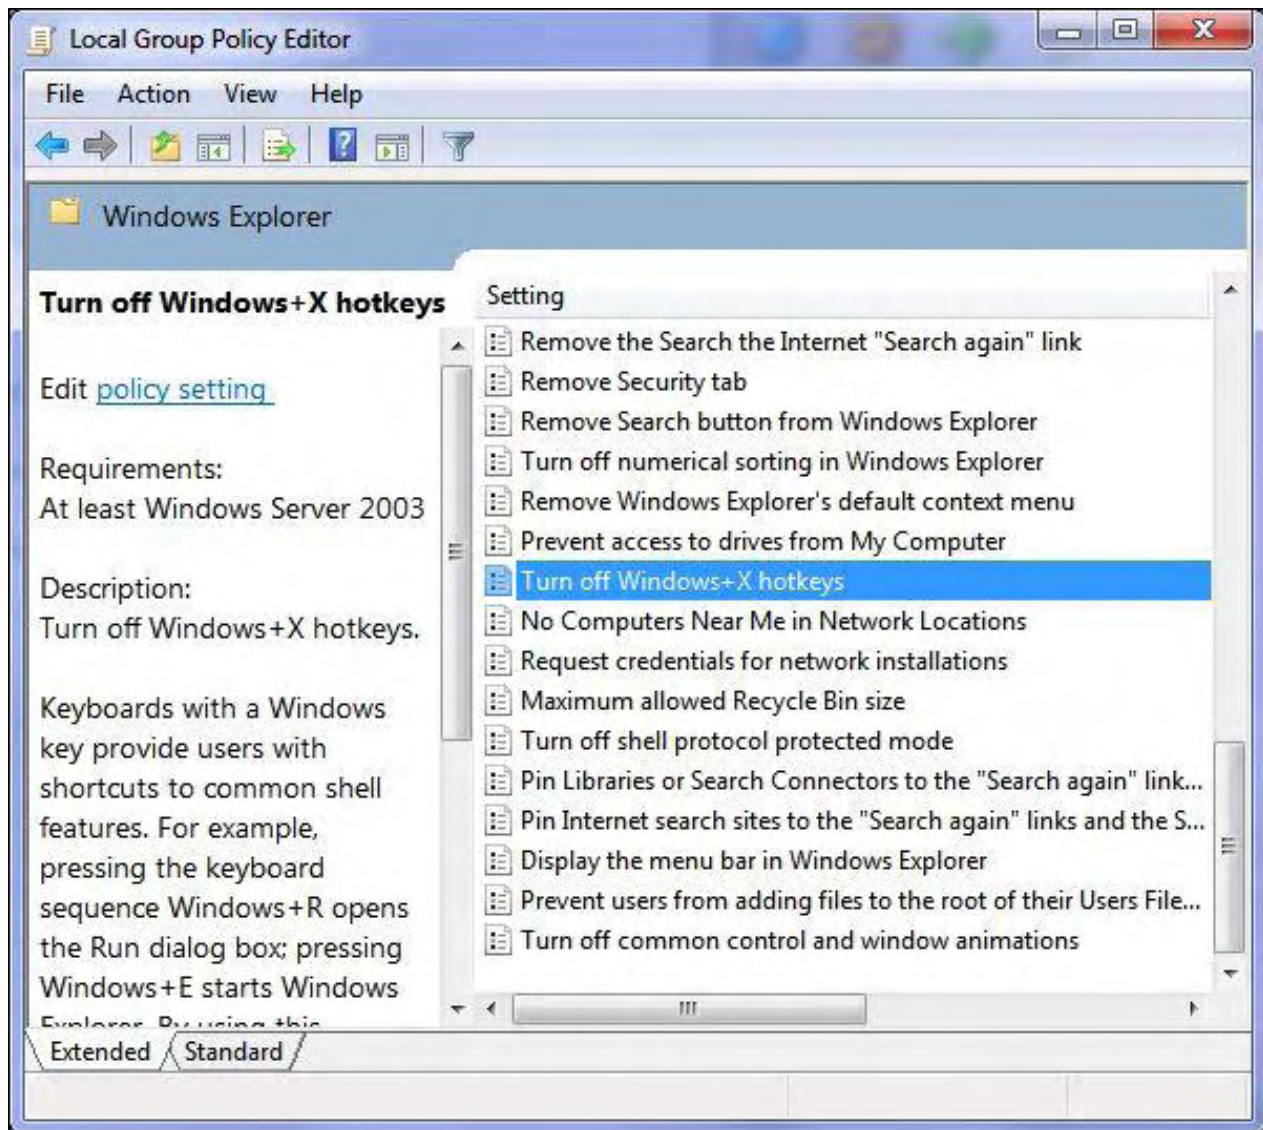 Local Group Policy Editor
File Action View Help
Windows Explorer
Turn off Windows+X hotkeys
Edit policy setting
Requirements:
At least Windows Server 2003
Description:
Turn off Windows+X hotkeys.
Keyboards with a Windows
key provide users with
shortcuts to common shell
features. For example,
pressing the keyboard
sequence Windows+R opens
the Run dialog box; pressing
Windows+E starts Windows
Explorer. By using this
Setting
Remove the Search the Internet "Search again" link
Remove Security tab
Remove Search button from Windows Explorer
Turn off numerical sorting in Windows Explorer
Remove Windows Explorer's default context menu
Prevent access to drives from My Computer
Turn off Windows+X hotkeys
No Computers Near Me in Network Locations
Request credentials for network installations
Maximum allowed Recycle Bin size
Turn off shell protocol protected mode
Pin Libraries or Search Connectors to the "Search again" link...
Pin Internet search sites to the "Search again" links and the S...
Display the menu bar in Windows Explorer
Prevent users from adding files to the root of their Users File...
Turn off common control and window animations
Extended Standard